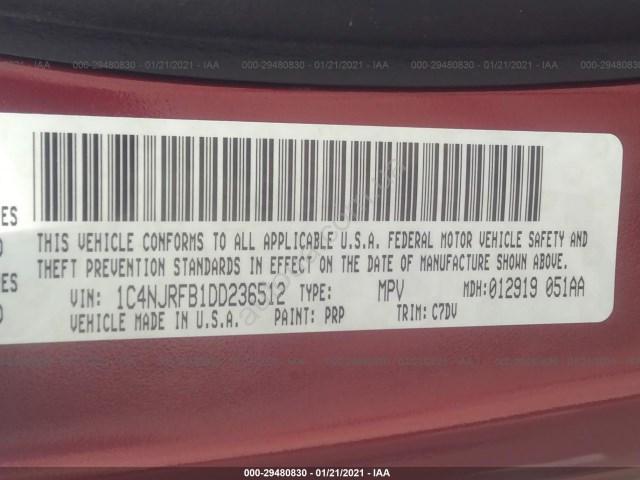 000-29480830 - 01/21/2021 - IAA
ES
D
ES
D
THIS VEHICLE CONFORMS TO ALL APPLICABLE U.S.A. FEDERAL MOTOR VEHICLE SAFETY AND
THEFT PREVENTION STANDARDS IN EFFECT ON THE DATE OF MANUFACTURE SHOWN ABOVE.
VIN: 1C4NJRFB1DD236512 TYPE: MPV MDH: 012919 051AA
VEHICLE MADE IN U.S.A. PAINT: PRP TRIM: C7DV
000-29480830 - 01/21/2021 - IAA